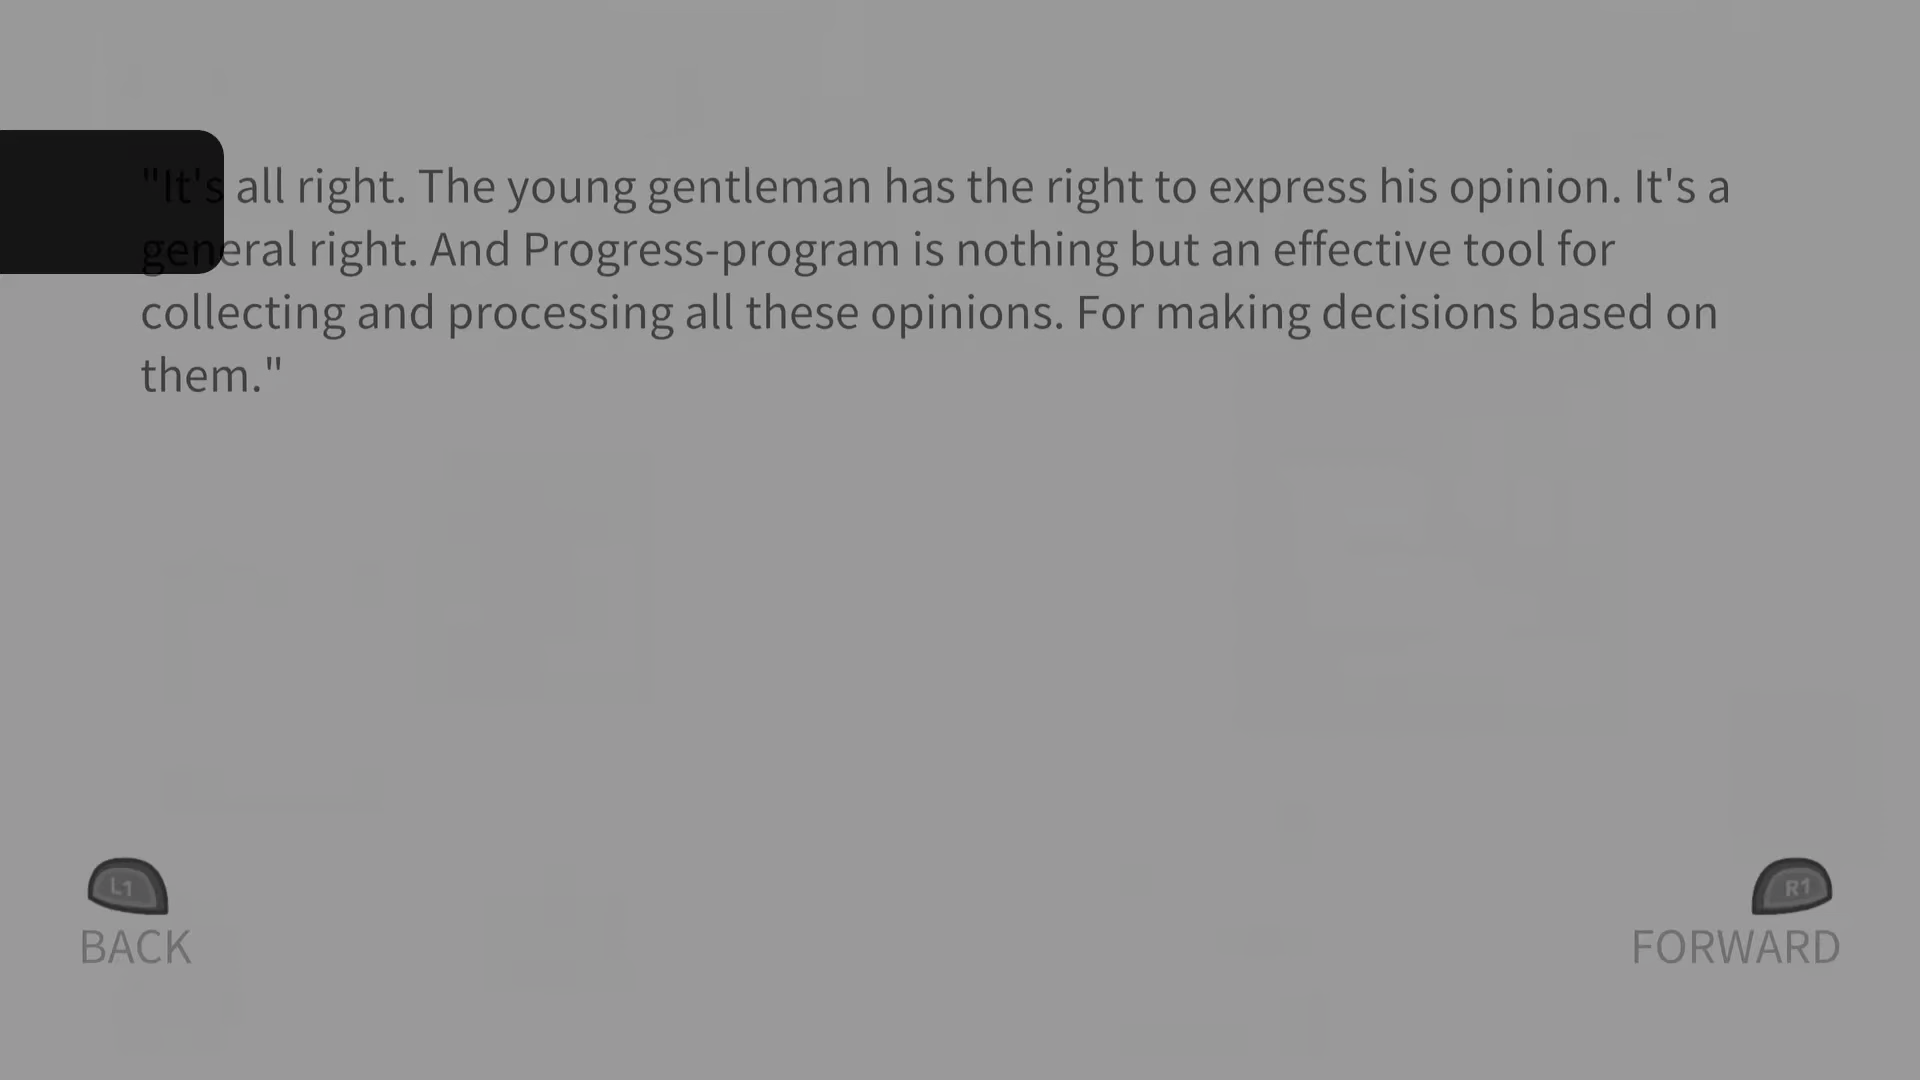 "It's all right. The young gentleman has the right to express his opinion. It's a
general right. And Progress-program is nothing but an effective tool for
collecting and processing all these opinions. For making decisions based on
them."
L1
R1
BACK
FORWARD